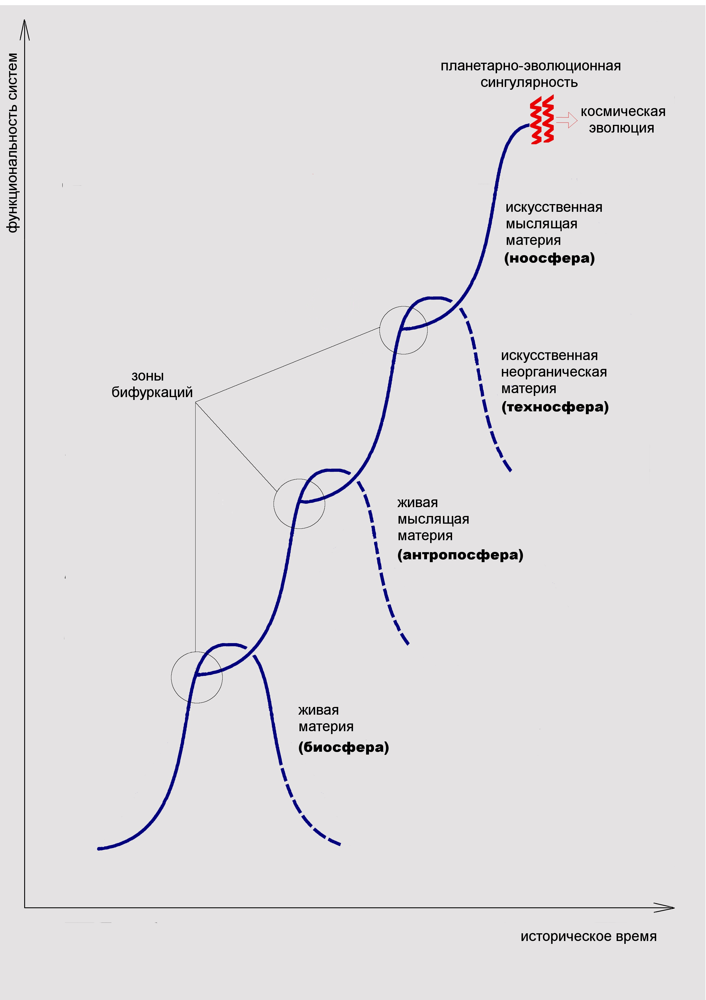 функциональность систем
планетарно-эволюционная
сингулярность
космическая
эволюция
искусственная
мыслящая
материя
(ноосфера)
искусственная
неорганическая
материя
(техносфера)
зоны
бифуркаций
живая
мыслящая
материя
(антропосфера)
живая
материя
(биосфера)
историческое время